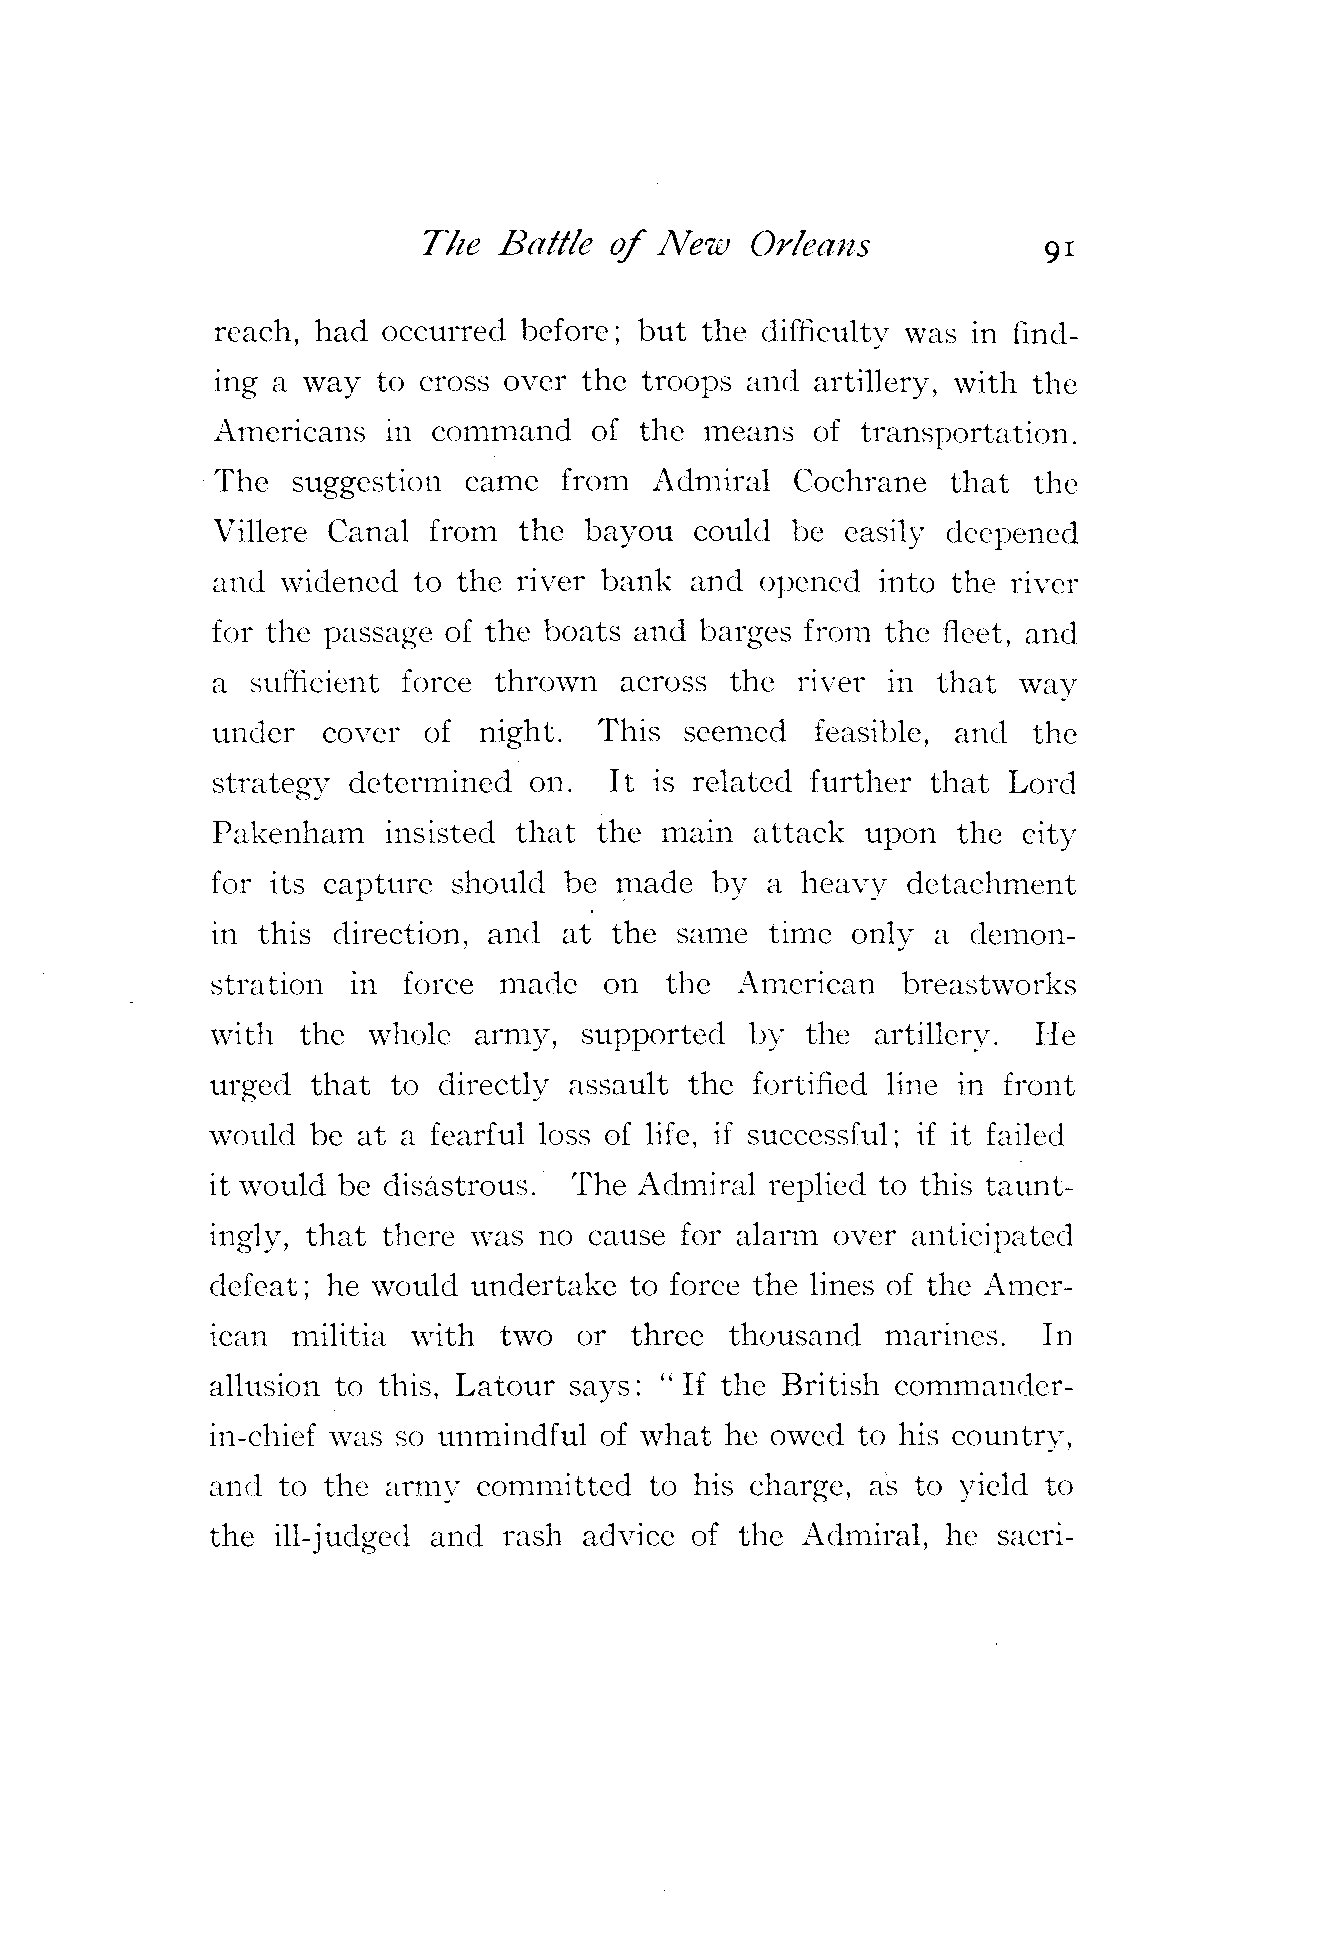 The Battle of New Orleans 91
reach, had occurred before; but the difficulty was in find-
ing a way to cross over the troops and artillery, with the
Americans in command of the means of transportation.
The suggestion came from Admiral Cochrane that the
Villere Canal from the bayou could be easily deepened
and widened to the river bank and opened into the river
for the passage of the boats and barges from the fleet, and
a sufficient force thrown across the river in that way
under cover of night. This seemed feasible, and the
strategy determined on. It is related further that Lord
Pakenham insisted that the main attack upon the city
for its capture should be made by a heavy detachment
in this direction, and at the same time only a demon-
stration in force made on the American breastworks
with the whole army, supported by the artillery. He
urged that to directly assault the fortified line in front
would be at a fearful loss of life, if successful; if it failed
it would be disastrous. The Admiral replied to this taunt-
ingly, that there was no cause for alarm over anticipated
defeat; he would undertake to force the lines of the Amer-
ican militia with two or three thousand marines. In
allusion to this, Latour says: "If the British commander-
in-chief was so unmindful of what he owed to his country,
and to the army committed to his charge, as to yield to
the ill-judged and rash advice of the Admiral, he sacri-